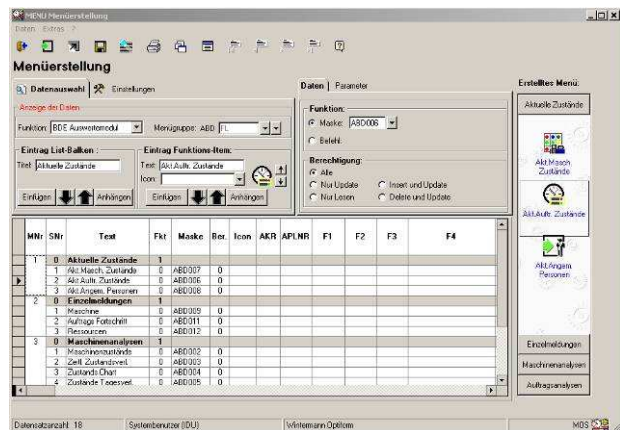 MENÜ Menüerstellung
Daten Extras ?
Menüerstellung
Datenauswahl Einstellungen
Anzeige der Daten
Funktion: BDE Auswertemodul Menügruppe: ABD FL
Eintrag List-Balken :
Titel: Aktuelle Zustände
Einfügen Anhängen
Eintrag Funktions-Item:
Text: Akt.Auftr. Zustände
Icon:
Einfügen Anhängen
Daten Parameter
Funktion:
Maske: ABD006
Befehl:
Berechtigung:
Alle
Nur Update Insert und Update
Nur Lesen Delete und Update
Erstelltes Menü:
Aktuelle Zustände
Akt.Masch. Zustände
Akt.Auftr. Zustände
Akt.Angem. Personen
Einzelmeldungen
Maschinenanalysen
Auftragsanalysen
MNr SNr Text Fkt Maske Ber. Icon AKR APLNR F1 F2 F3 F4
1 0 Aktuelle Zustände 1
1 Akt.Masch. Zustände 0 ABD007 0
2 Akt.Auftr. Zustände 0 ABD006 0
3 Akt.Angem. Personen 0 ABD008 0
2 0 Einzelmeldungen 1
1 Maschine 0 ABD009 0
2 Auftrags Fortschritt 0 ABD011 0
3 Ressourcen 0 ABD012 0
3 0 Maschinenanalysen 1
1 Maschinenzustände 0 ABD002 0
2 Zeitl. Zustandsvert. 0 ABD003 0
3 Zustands Chart 0 ABD004 0
4 Zustände Tagesvert. 0 ABD005 0
Datensatzanzahl: 18 Systembenutzer (IDU) Wintermann Optiform MOS